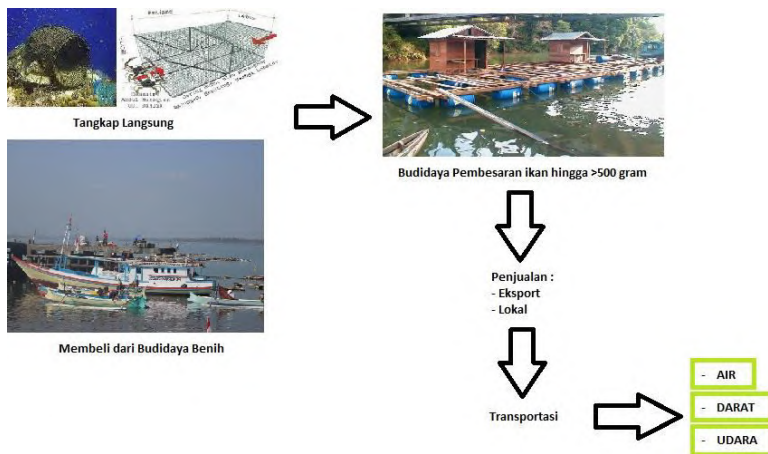 Tangkap Langsung
Membeli dari Budidaya Benih
Budidaya Pembesaran ikan hingga >500 gram
Penjualan :
- Eksport
- Lokal
Transportasi
- AIR
- DARAT
- UDARA